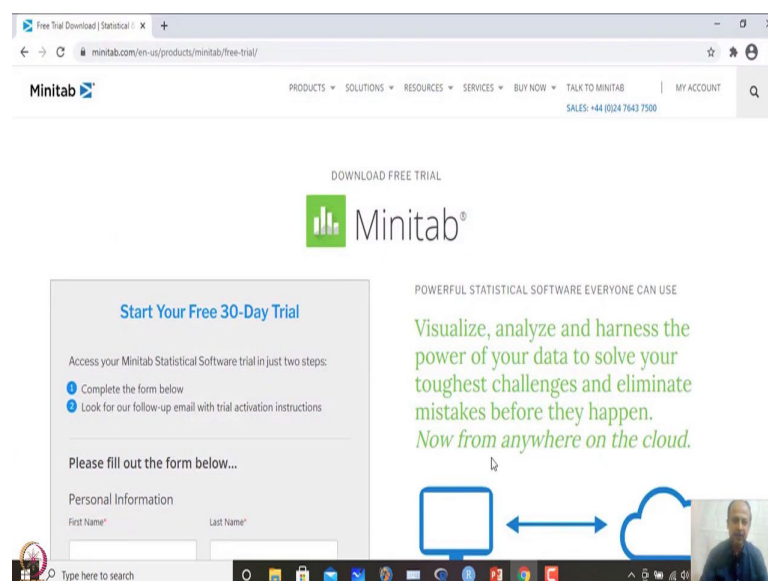 Free Trial Download | Statistical
minitab.com/en-us/products/minitab/free-trial/
Minitab
PRODUCTS
SOLUTIONS
RESOURCES
SERVICES
BUY NOW
TALK TO MINITAB
MY ACCOUNT
SALES: +44 (0)24 7643 7500
DOWNLOAD FREE TRIAL
Minitab®
Start Your Free 30-Day Trial
Access your Minitab Statistical Software trial in just two steps:
1 Complete the form below
2 Look for our follow-up email with trial activation instructions
Please fill out the form below...
Personal Information
First Name*
Last Name*
POWERFUL STATISTICAL SOFTWARE EVERYONE CAN USE
Visualize, analyze and harness the
power of your data to solve your
toughest challenges and eliminate
mistakes before they happen.
Now from anywhere on the cloud.
Type here to search